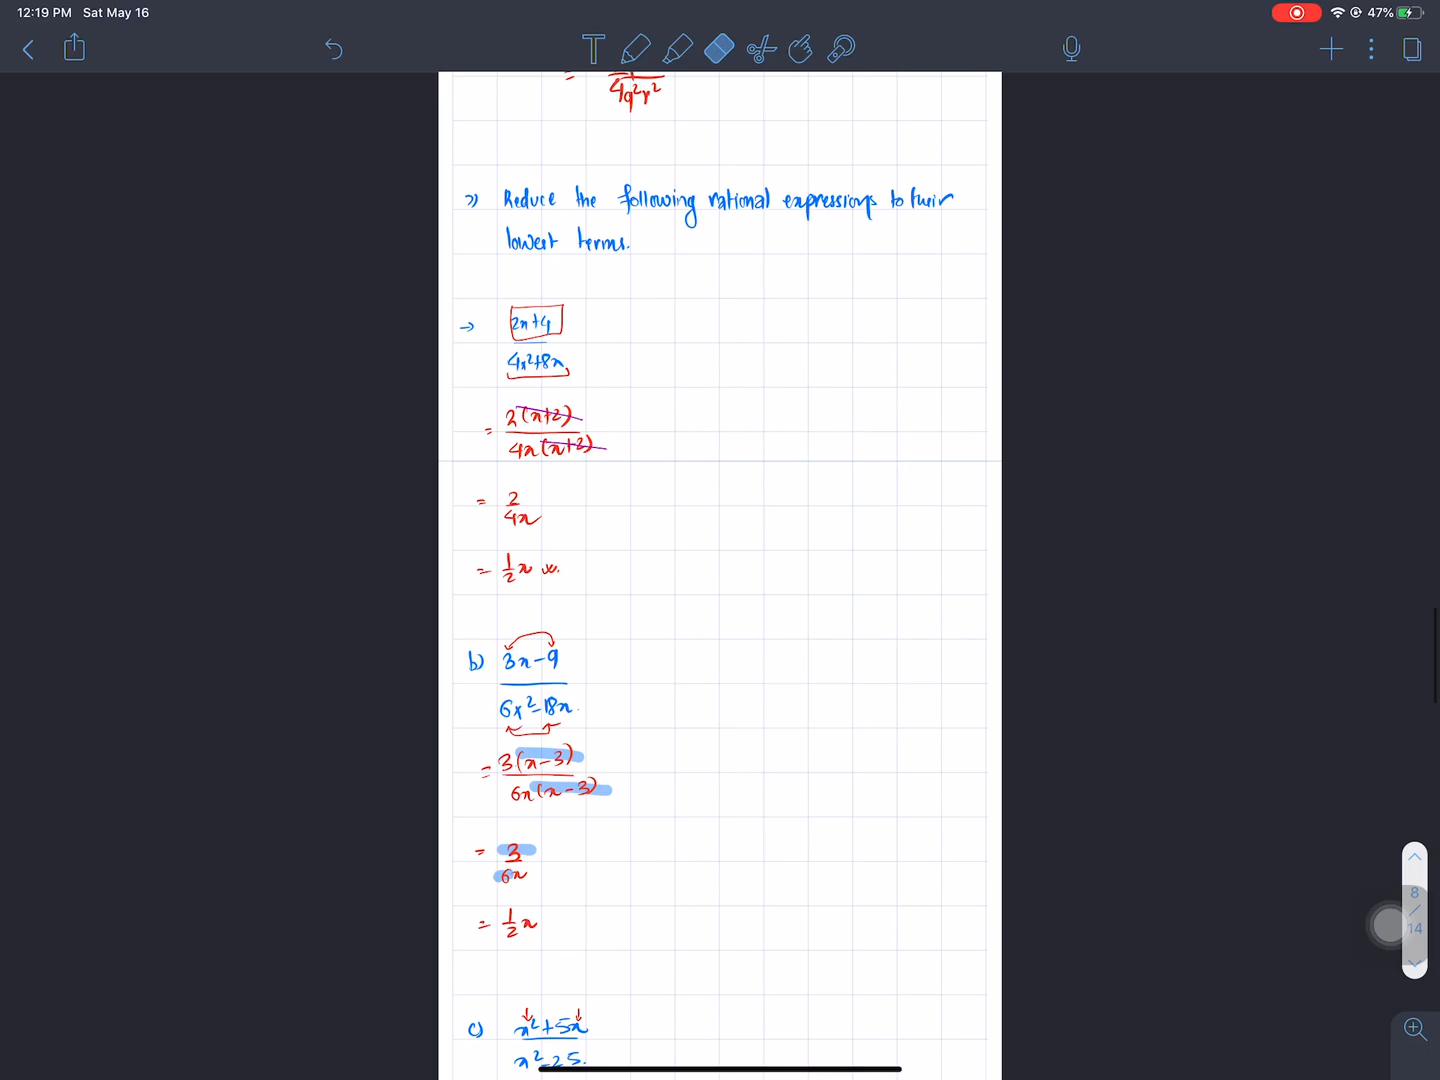 12:19 PM Sat May 16
47%
T
= 4q²r²
Reduce the following rational expressions to their
lowest terms.
→ 2x+4 / 4x²+8x
= 2(x+2) / 4x(x+2)
= 2 / 4x
= 1/2 x
b) 3x-9 / 6x²-18x
= 3(x-3) / 6x(x-3)
= 3 / 6x
= 1/2 x
c) x²+5x / x²-25.
8 / 14